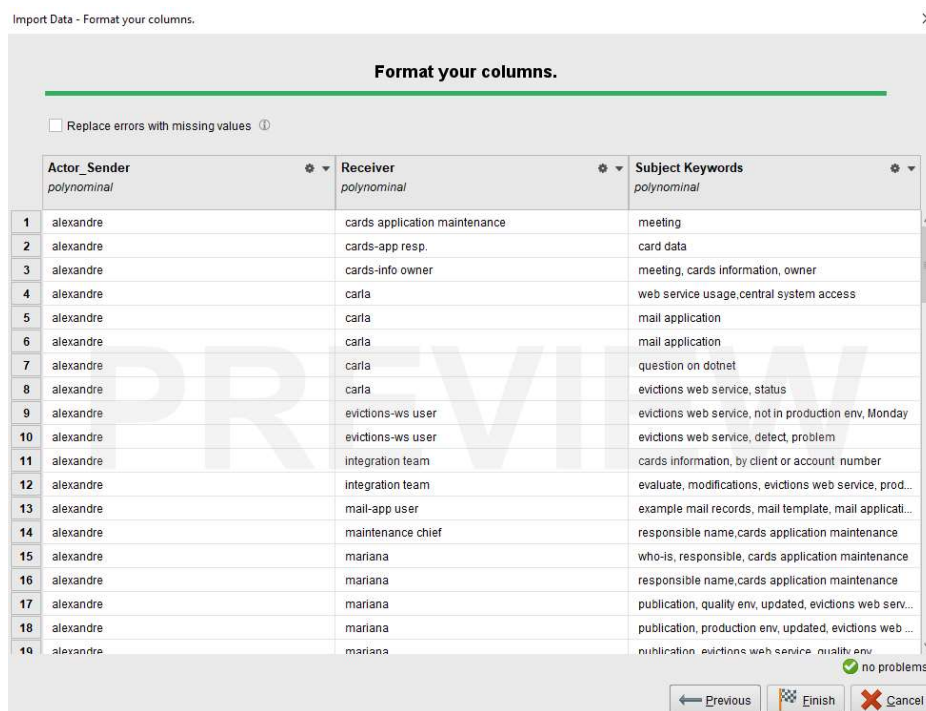 Import Data - Format your columns.
Format your columns.
Replace errors with missing values
Actor_Sender Receiver Subject Keywords
polynominal polynominal polynominal
1 alexandre cards application maintenance meeting
2 alexandre cards-app resp. card data
3 alexandre cards-info owner meeting, cards information, owner
4 alexandre carla web service usage,central system access
5 alexandre carla mail application
6 alexandre carla mail application
7 alexandre carla question on dotnet
8 alexandre carla evictions web service, status
9 alexandre evictions-ws user evictions web service, not in production env, Monday
10 alexandre evictions-ws user evictions web service, detect, problem
11 alexandre integration team cards information, by client or account number
12 alexandre integration team evaluate, modifications, evictions web service, prod...
13 alexandre mail-app user example mail records, mail template, mail applicati...
14 alexandre maintenance chief responsible name,cards application maintenance
15 alexandre mariana who-is, responsible, cards application maintenance
16 alexandre mariana responsible name,cards application maintenance
17 alexandre mariana publication, quality env, updated, evictions web serv...
18 alexandre mariana publication, production env, updated, evictions web ...
19 alexandre mariana publication, evictions web service, quality env
PREVIEW
no problems
Previous Finish Cancel